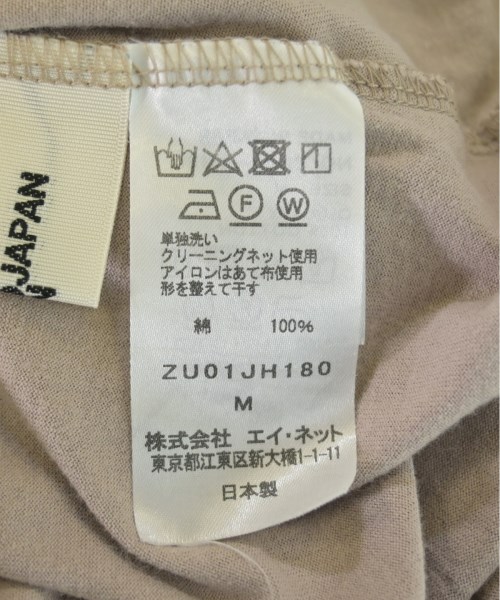 JAPAN
F
W
単独洗い
クリーニングネット使用
アイロンはあて布使用
形を整えて干す
綿 100%
ZU01JH180
M
株式会社 エイ・ネット
東京都江東区新大橋1-1-11
日本製